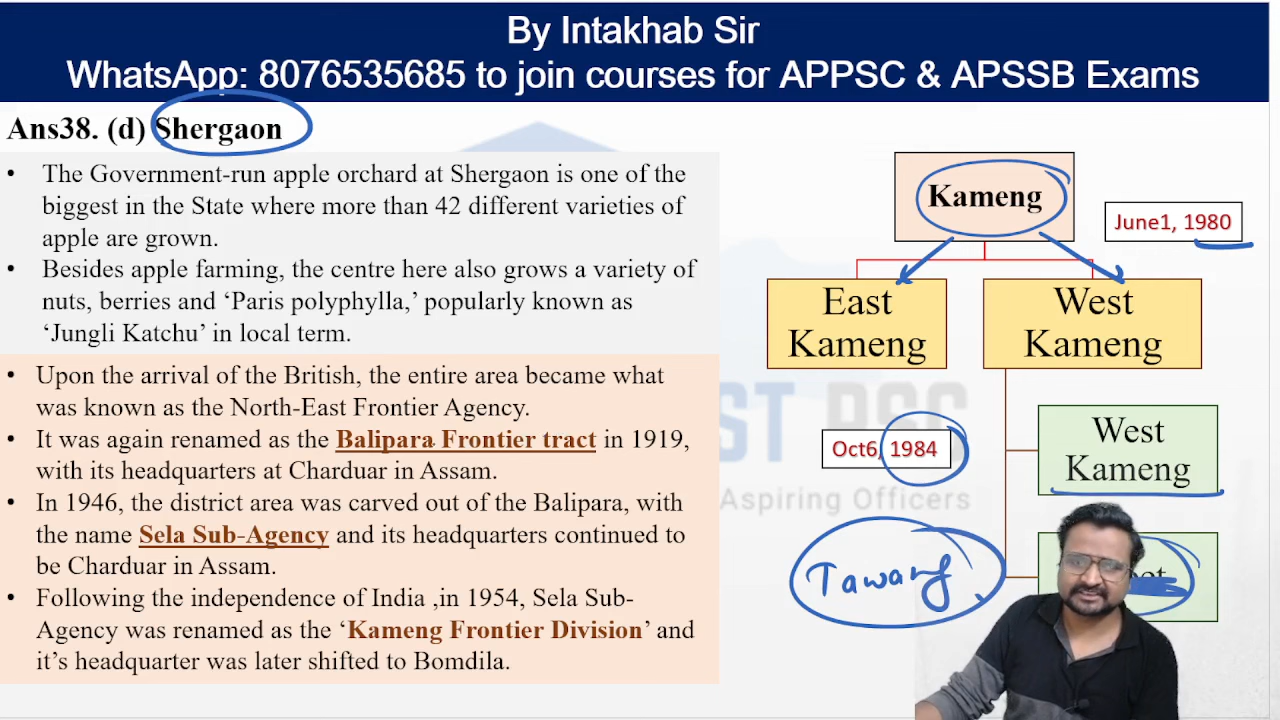 By Intakhab Sir
WhatsApp: 8076535685 to join courses for APPSC & APSSB Exams
Ans38. (d) Shergaon
• The Government-run apple orchard at Shergaon is one of the
biggest in the State where more than 42 different varieties of
apple are grown.
• Besides apple farming, the centre here also grows a variety of
nuts, berries and ‘Paris polyphylla,’ popularly known as
‘Jungli Katchu’ in local term.
• Upon the arrival of the British, the entire area became what
was known as the North-East Frontier Agency.
• It was again renamed as the Balipara Frontier tract in 1919,
with its headquarters at Charduar in Assam.
• In 1946, the district area was carved out of the Balipara, with
the name Sela Sub-Agency and its headquarters continued to
be Charduar in Assam.
• Following the independence of India ,in 1954, Sela Sub-
Agency was renamed as the ‘Kameng Frontier Division’ and
it’s headquarter was later shifted to Bomdila.
Kameng
June1, 1980
East
Kameng
West
Kameng
Oct6, 1984
West
Kameng
Tawang
Aspiring Officers